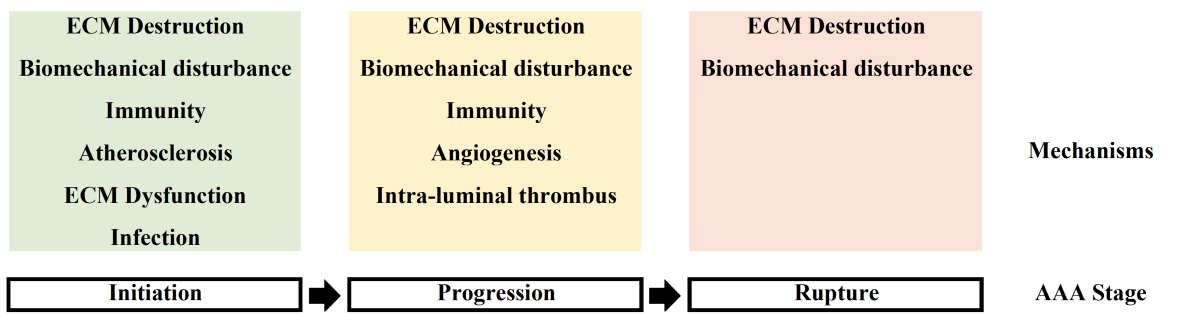 ECM Destruction
Biomechanical disturbance
Immunity
Atherosclerosis
ECM Dysfunction
Infection
ECM Destruction
Biomechanical disturbance
Immunity
Angiogenesis
Intra-luminal thrombus
ECM Destruction
Biomechanical disturbance
Mechanisms
Initiation
Progression
Rupture
AAA Stage